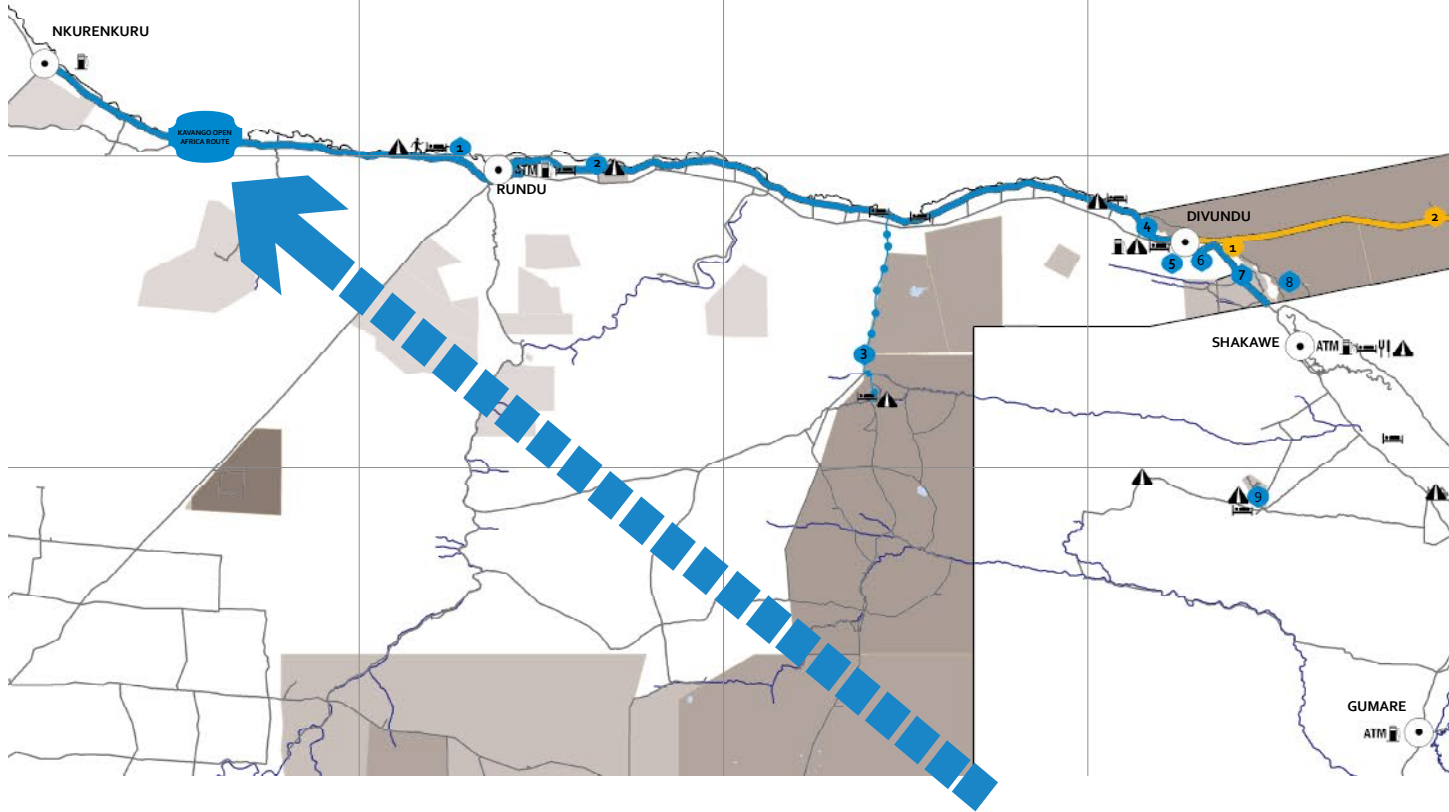 NKURENKURU
KAVANGO OPEN
AFRICA ROUTE
1
ATM
2
RUNDU
DIVUNDU
4
2
1
5
6
7
8
SHAKAWE
ATM
3
9
GUMARE
ATM